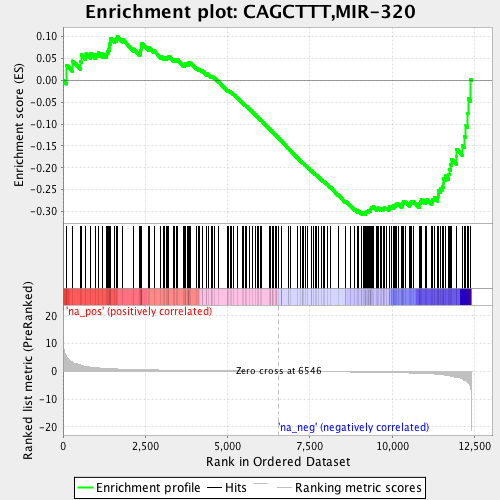 Enrichment plot: CAGCTTT,MIR-320
Enrichment score (ES)
0.10
0.05
0.00
-0.05
-0.10
-0.15
-0.20
-0.25
-0.30
'na_pos' (positively correlated)
Ranked list metric (PreRanked)
20
10
0
-10
-20
Zero cross at 6546
'na_neg' (negatively correlated)
0
2,500
5,000
7,500
10,000
12,500
Rank in Ordered Dataset
Enrichment profile
Hits
Ranking metric scores